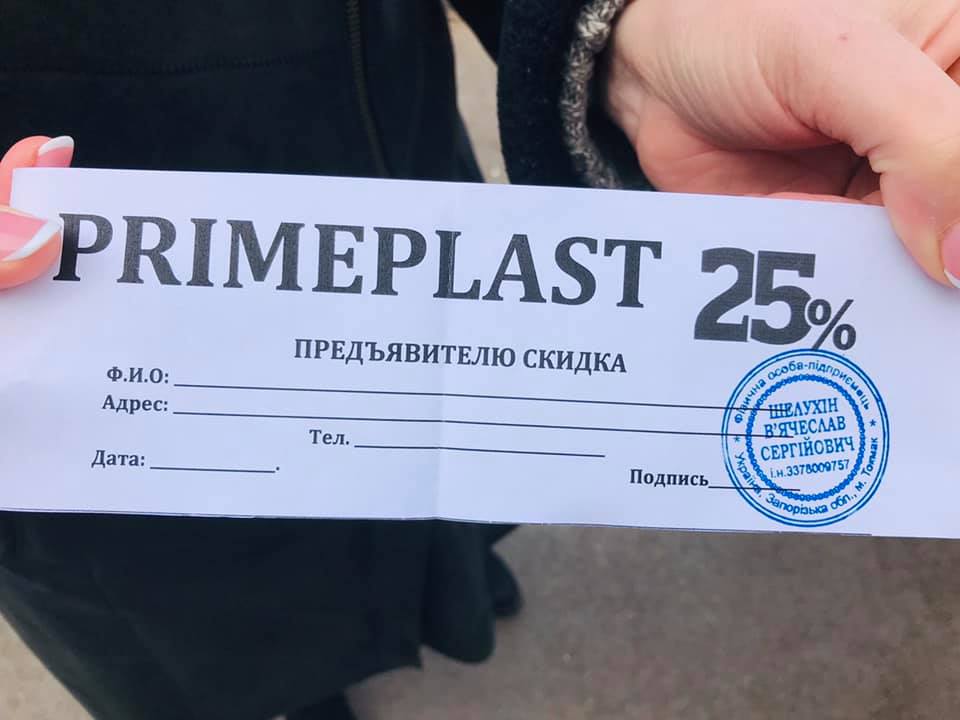 PRIMEPLAST 25%
ПРЕДЪЯВИТЕЛЮ СКИДКА
Ф.И.О:
Адрес:
Тел.
Дата: .
Подпись
Фізична особа-підприємець
ШЕЛУХІН
В'ЯЧЕСЛАВ
СЕРГІЙОВИЧ
і.н.3378009757
* Україна, Запорізька обл., м. Токмак *